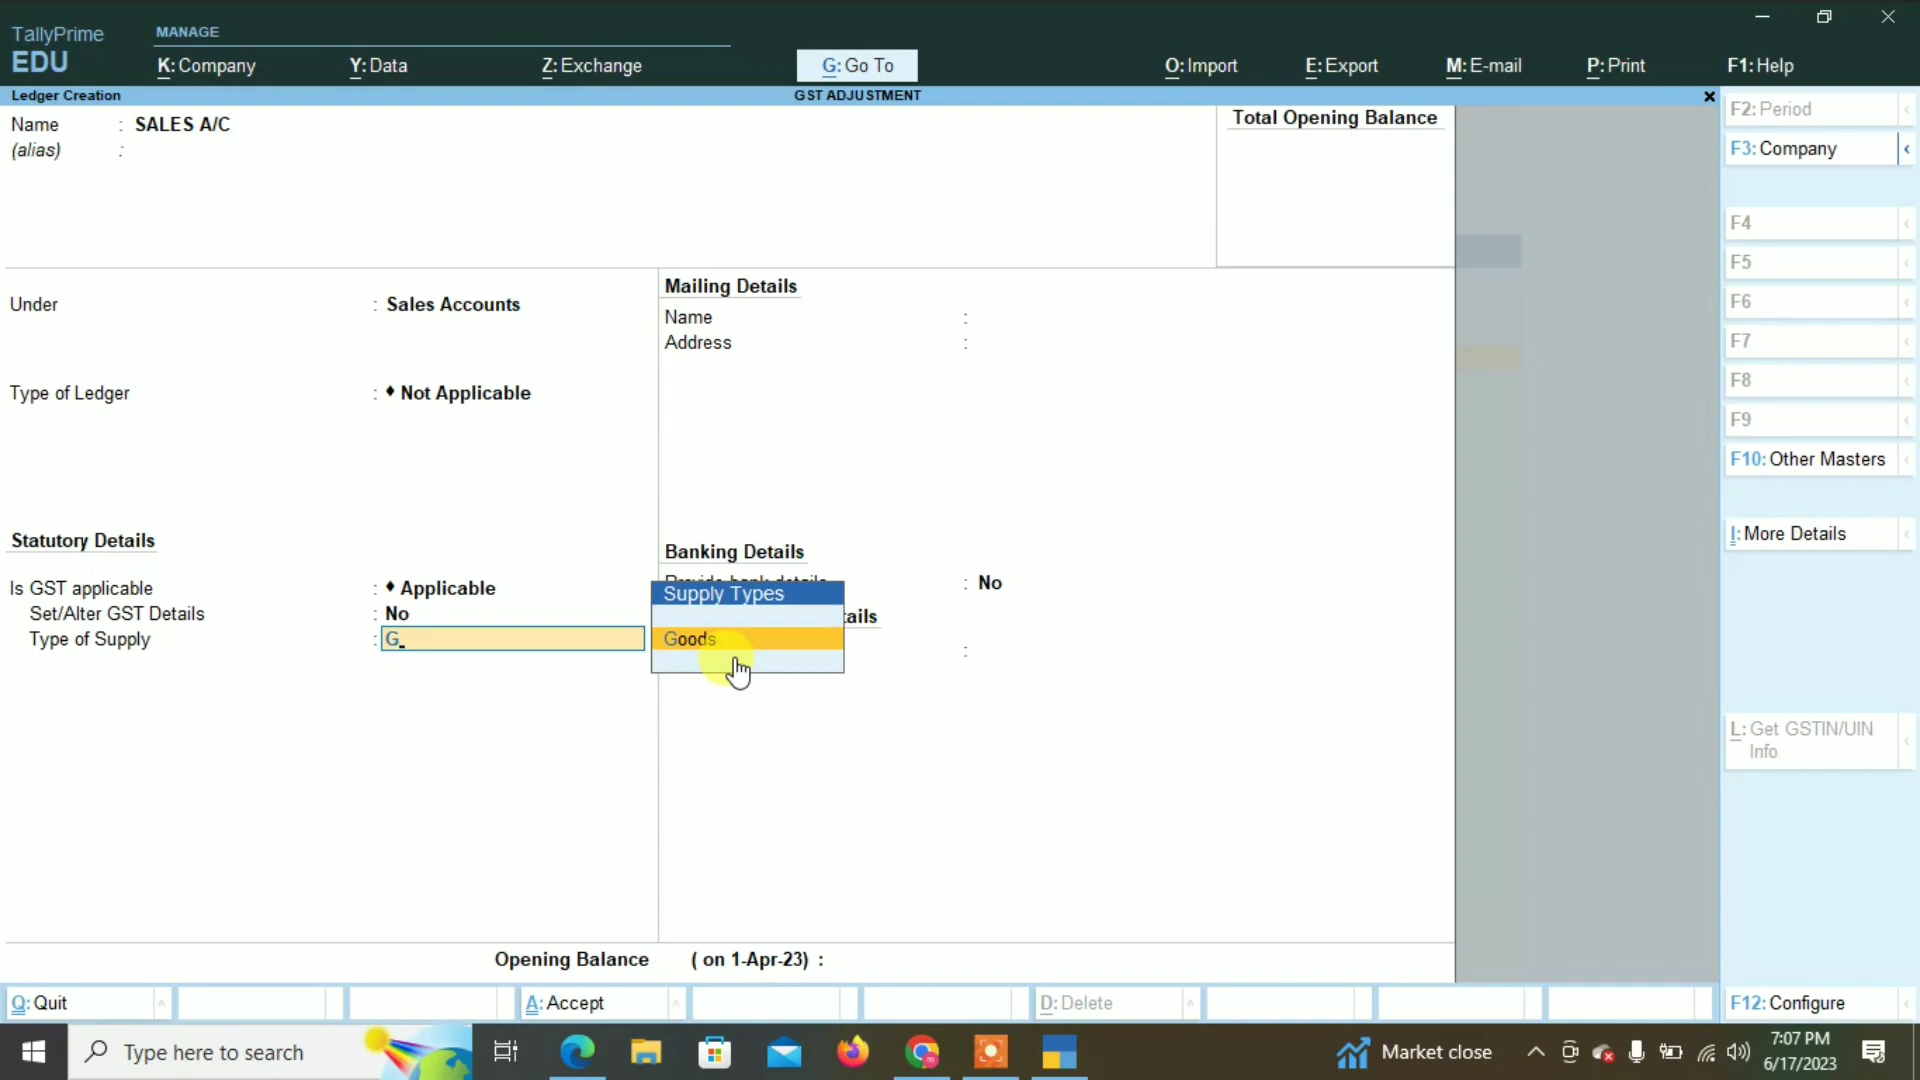 TallyPrime
EDU
MANAGE
K: Company
Y: Data
Z: Exchange
G: Go To
O: Import
E: Export
M: E-mail
P: Print
F1: Help
Ledger Creation
GST ADJUSTMENT
Name : SALES A/C
(alias) :
Total Opening Balance
Under : Sales Accounts
Type of Ledger : ♦ Not Applicable
Mailing Details
Name :
Address :
Statutory Details
Is GST applicable : ♦ Applicable
Set/Alter GST Details : No
Type of Supply : G
Banking Details
Provide bank details : No
Supply Types
Goods
tails
:
Opening Balance ( on 1-Apr-23) :
F2: Period
F3: Company
F4
F5
F6
F7
F8
F9
F10: Other Masters
I: More Details
L: Get GSTIN/UIN
Info
F12: Configure
Q: Quit
A: Accept
D: Delete
Type here to search
Market close
7:07 PM
6/17/2023